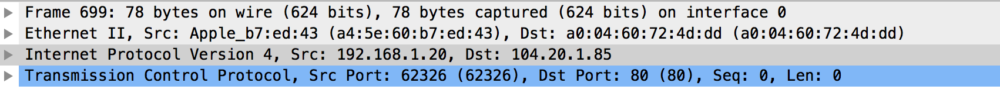 Frame 699: 78 bytes on wire (624 bits), 78 bytes captured (624 bits) on interface 0
Ethernet II, Src: Apple_b7:ed:43 (a4:5e:60:b7:ed:43), Dst: a0:04:60:72:4d:dd (a0:04:60:72:4d:dd)
Internet Protocol Version 4, Src: 192.168.1.20, Dst: 104.20.1.85
Transmission Control Protocol, Src Port: 62326 (62326), Dst Port: 80 (80), Seq: 0, Len: 0